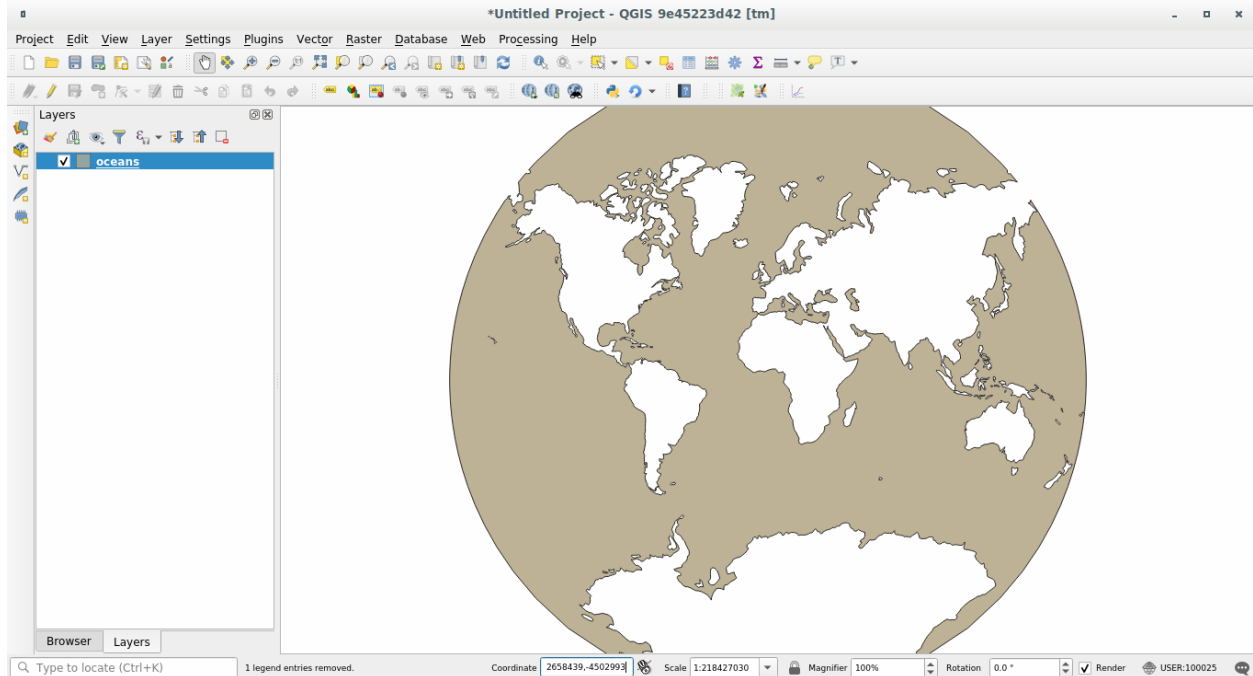 *Untitled Project - QGIS 9e45223d42 [tm]
Project Edit View Layer Settings Plugins Vector Raster Database Web Processing Help
Layers
oceans
Browser Layers
Type to locate (Ctrl+K) 1 legend entries removed. Coordinate 2658439,-4502993 Scale 1:218427030 Magnifier 100% Rotation 0.0 ° Render USER:100025